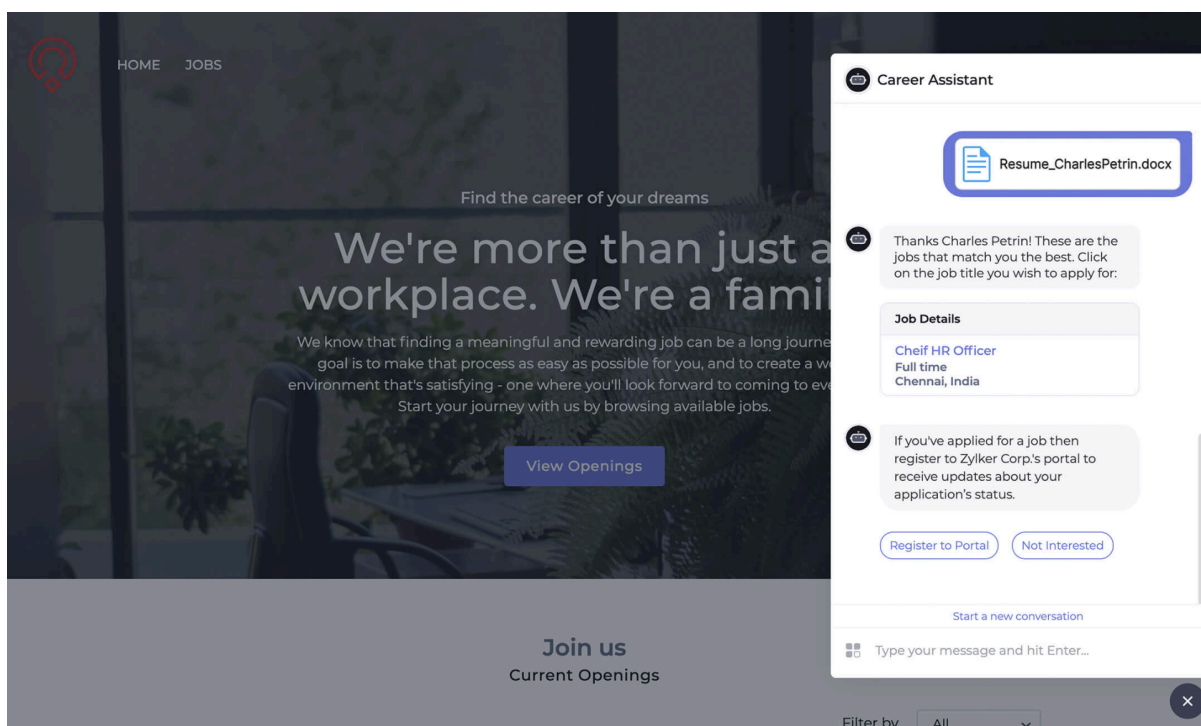 HOME JOBS
Find the career of your dreams
We're more than just a
workplace. We're a famil
We know that finding a meaningful and rewarding job can be a long journe
goal is to make that process as easy as possible for you, and to create a w
environment that's satisfying - one where you'll look forward to coming to eve
Start your journey with us by browsing available jobs.
View Openings
Join us
Current Openings
Filter by All
Career Assistant
Resume_CharlesPetrin.docx
Thanks Charles Petrin! These are the
jobs that match you the best. Click
on the job title you wish to apply for:
Job Details
Cheif HR Officer
Full time
Chennai, India
If you've applied for a job then
register to Zylker Corp.'s portal to
receive updates about your
application's status.
Register to Portal Not Interested
Start a new conversation
Type your message and hit Enter...